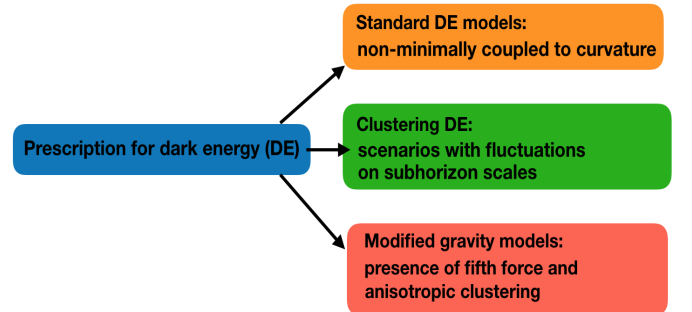 Standard DE models:
non-minimally coupled to curvature
Prescription for dark energy (DE)
Clustering DE:
scenarios with fluctuations
on subhorizon scales
Modified gravity models:
presence of fifth force and
anisotropic clustering